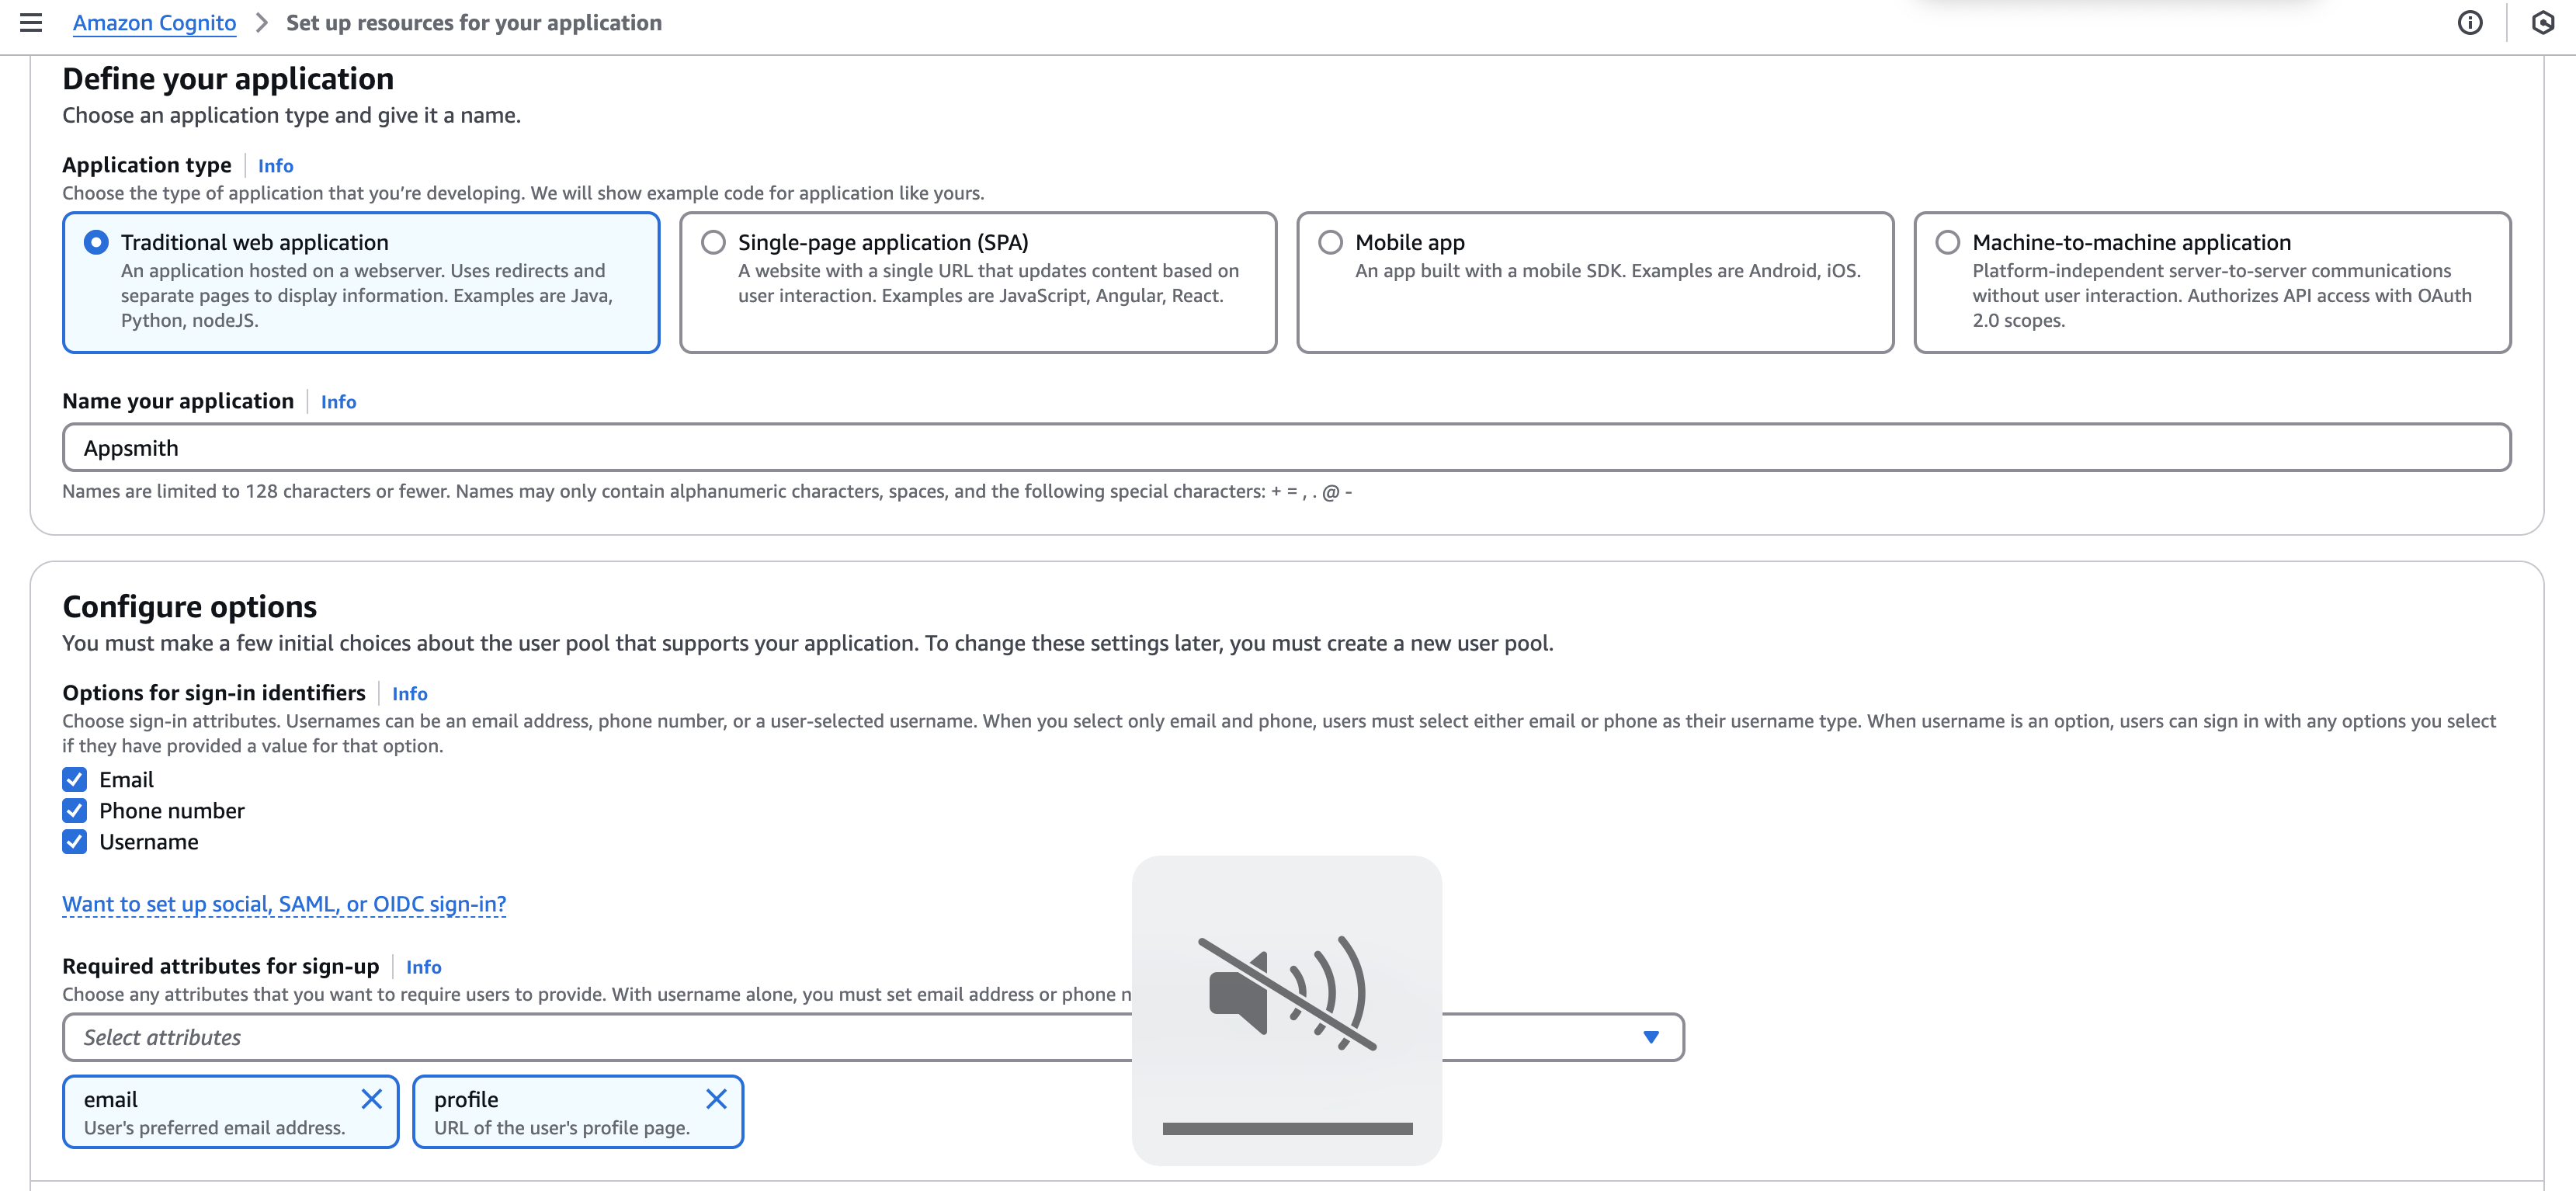 Amazon Cognito > Set up resources for your application
Define your application
Choose an application type and give it a name.
Application type | Info
Choose the type of application that you’re developing. We will show example code for application like yours.
Traditional web application
An application hosted on a webserver. Uses redirects and
separate pages to display information. Examples are Java,
Python, nodeJS.
Single-page application (SPA)
A website with a single URL that updates content based on
user interaction. Examples are JavaScript, Angular, React.
Mobile app
An app built with a mobile SDK. Examples are Android, iOS.
Machine-to-machine application
Platform-independent server-to-server communications
without user interaction. Authorizes API access with OAuth
2.0 scopes.
Name your application | Info
Appsmith
Names are limited to 128 characters or fewer. Names may only contain alphanumeric characters, spaces, and the following special characters: + = , . @ -
Configure options
You must make a few initial choices about the user pool that supports your application. To change these settings later, you must create a new user pool.
Options for sign-in identifiers | Info
Choose sign-in attributes. Usernames can be an email address, phone number, or a user-selected username. When you select only email and phone, users must select either email or phone as their username type. When username is an option, users can sign in with any options you select
if they have provided a value for that option.
Email
Phone number
Username
Want to set up social, SAML, or OIDC sign-in?
Required attributes for sign-up | Info
Choose any attributes that you want to require users to provide. With username alone, you must set email address or phone
Select attributes
email
User's preferred email address.
profile
URL of the user's profile page.